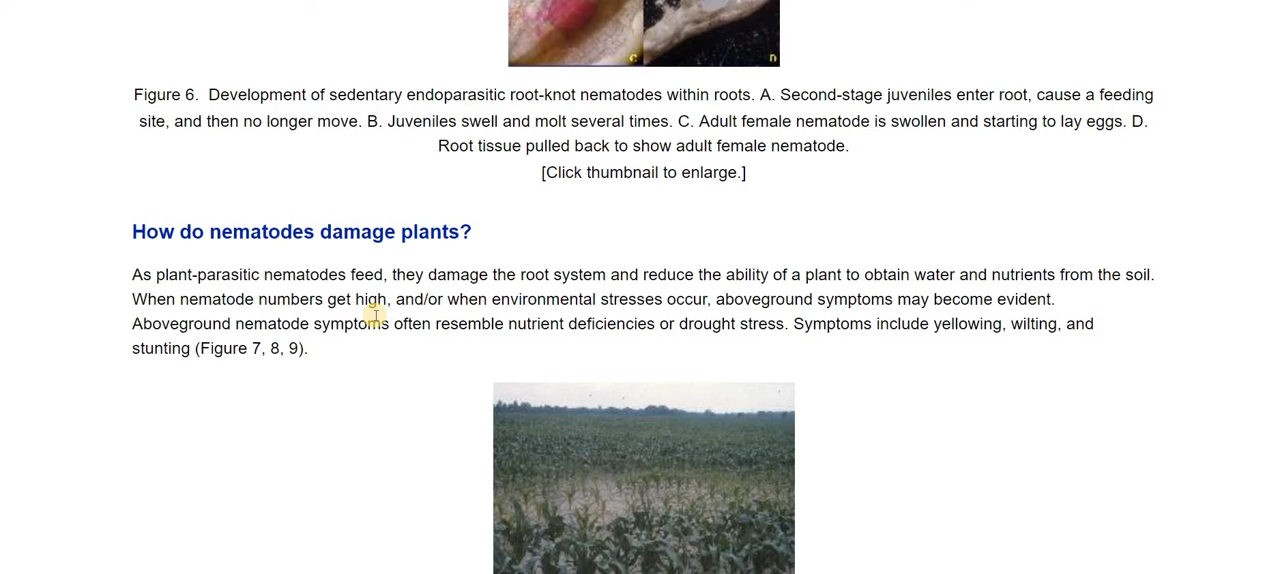 C
D
Figure 6.  Development of sedentary endoparasitic root-knot nematodes within roots. A. Second-stage juveniles enter root, cause a feeding
site, and then no longer move. B. Juveniles swell and molt several times. C. Adult female nematode is swollen and starting to lay eggs. D.
Root tissue pulled back to show adult female nematode.
[Click thumbnail to enlarge.]
How do nematodes damage plants?
As plant-parasitic nematodes feed, they damage the root system and reduce the ability of a plant to obtain water and nutrients from the soil.
When nematode numbers get high, and/or when environmental stresses occur, aboveground symptoms may become evident.
Aboveground nematode symptoms often resemble nutrient deficiencies or drought stress. Symptoms include yellowing, wilting, and
stunting (Figure 7, 8, 9).